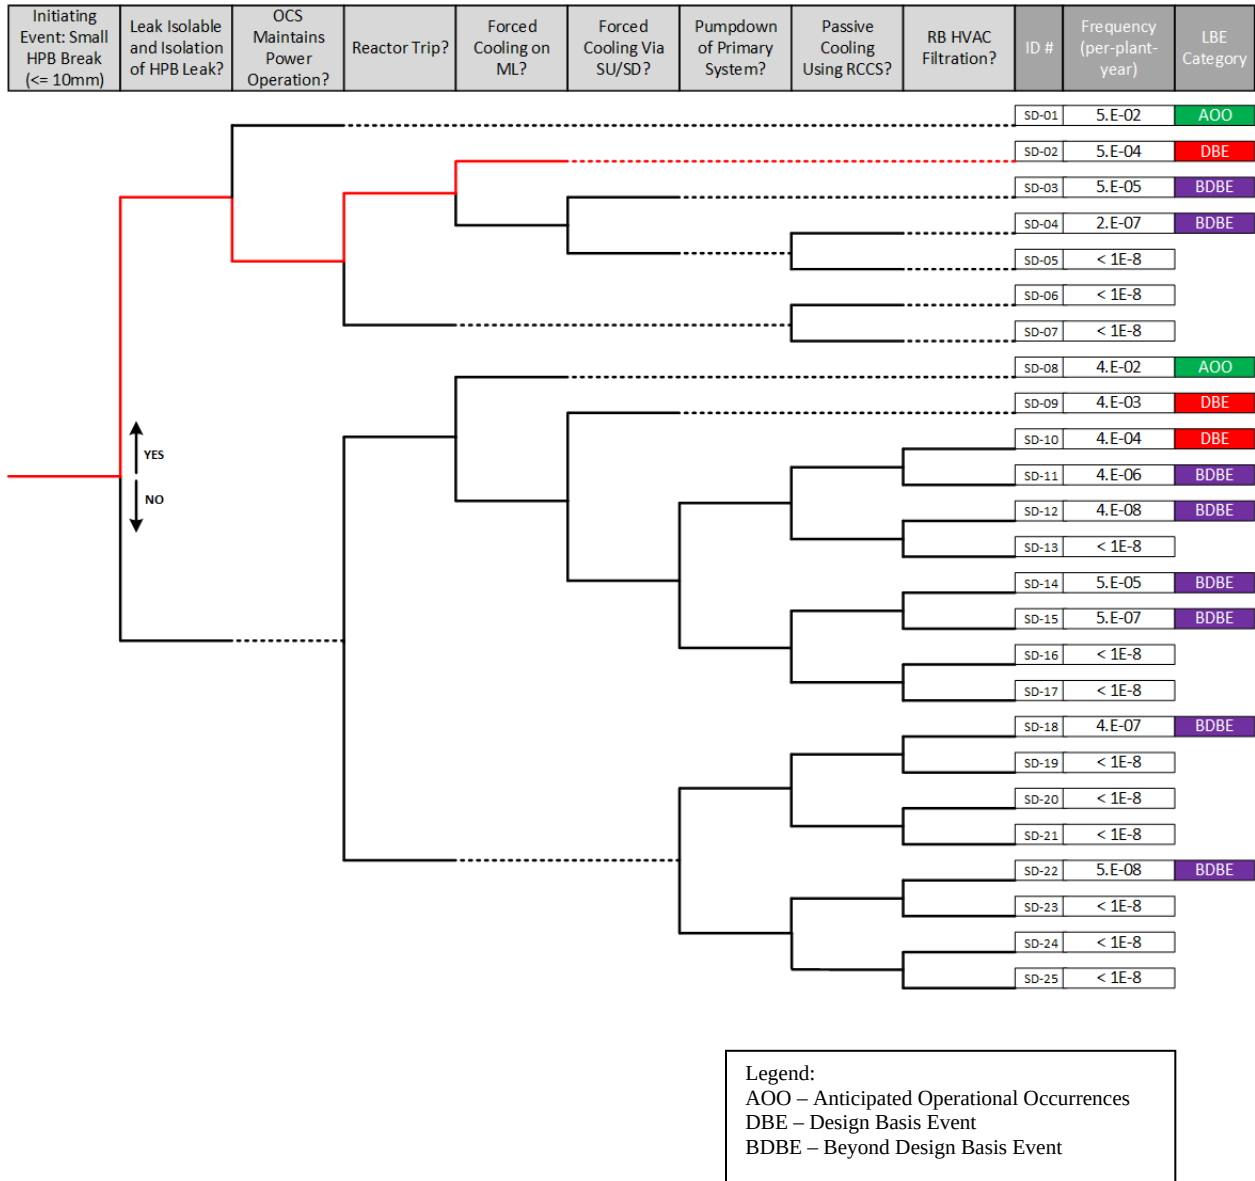 Initiating
Event: Small
HPB Break
(<= 10mm)
Leak Isolable
and Isolation
of HPB Leak?
OCS
Maintains
Power
Operation?
Reactor Trip?
Forced
Cooling on
ML?
Forced
Cooling Via
SU/SD?
Pumpdown
of Primary
System?
Passive
Cooling
Using RCCS?
RB HVAC
Filtration?
ID #
Frequency
(per-plant-
year)
LBE
Category
SD-01 5.E-02 AOO
SD-02 5.E-04 DBE
SD-03 5.E-05 BDBE
SD-04 2.E-07 BDBE
SD-05 < 1E-8
SD-06 < 1E-8
SD-07 < 1E-8
SD-08 4.E-02 AOO
SD-09 4.E-03 DBE
SD-10 4.E-04 DBE
YES
SD-11 4.E-06 BDBE
NO
SD-12 4.E-08 BDBE
SD-13 < 1E-8
SD-14 5.E-05 BDBE
SD-15 5.E-07 BDBE
SD-16 < 1E-8
SD-17 < 1E-8
SD-18 4.E-07 BDBE
SD-19 < 1E-8
SD-20 < 1E-8
SD-21 < 1E-8
SD-22 5.E-08 BDBE
SD-23 < 1E-8
SD-24 < 1E-8
SD-25 < 1E-8
Legend:
AOO – Anticipated Operational Occurrences
DBE – Design Basis Event
BDBE – Beyond Design Basis Event